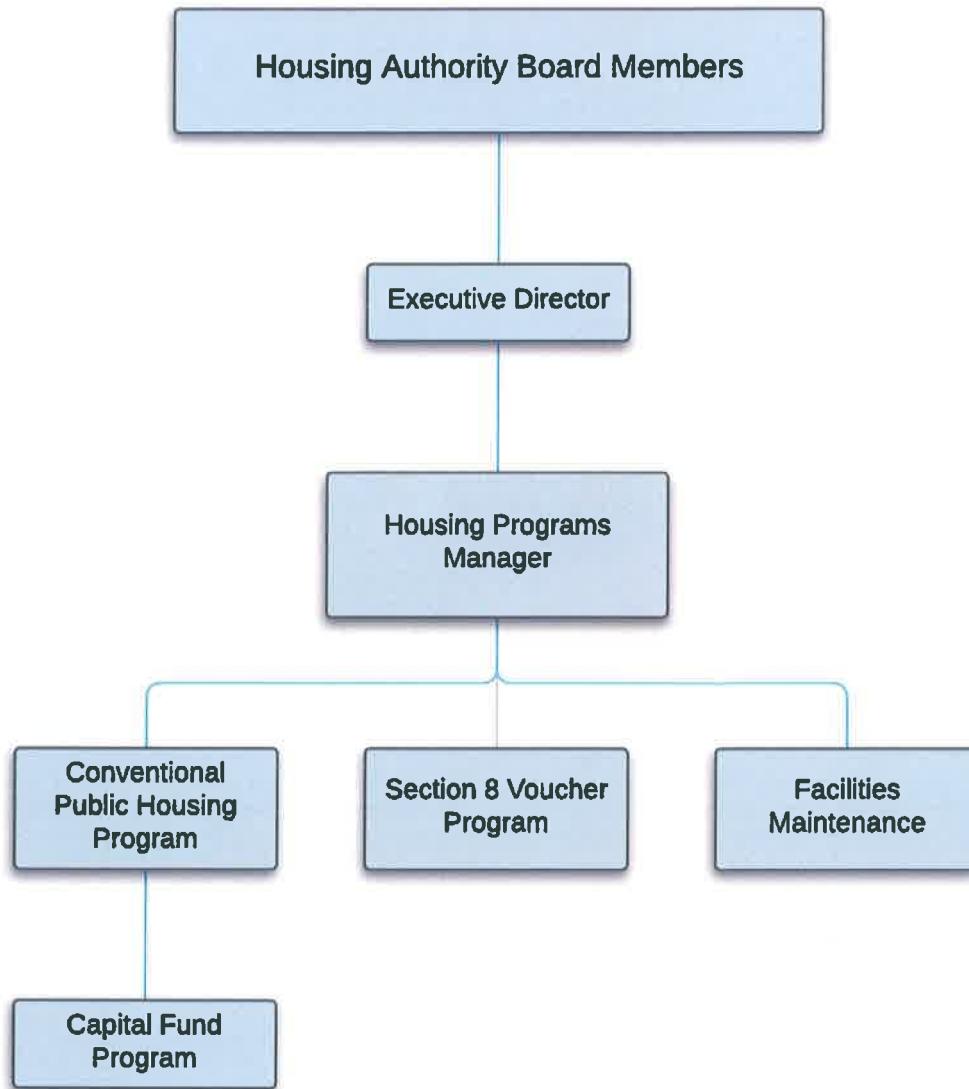 Housing Authority Board Members
Executive Director
Housing Programs
Manager
Conventional
Public Housing
Program
Section 8 Voucher
Program
Facilities
Maintenance
Capital Fund
Program